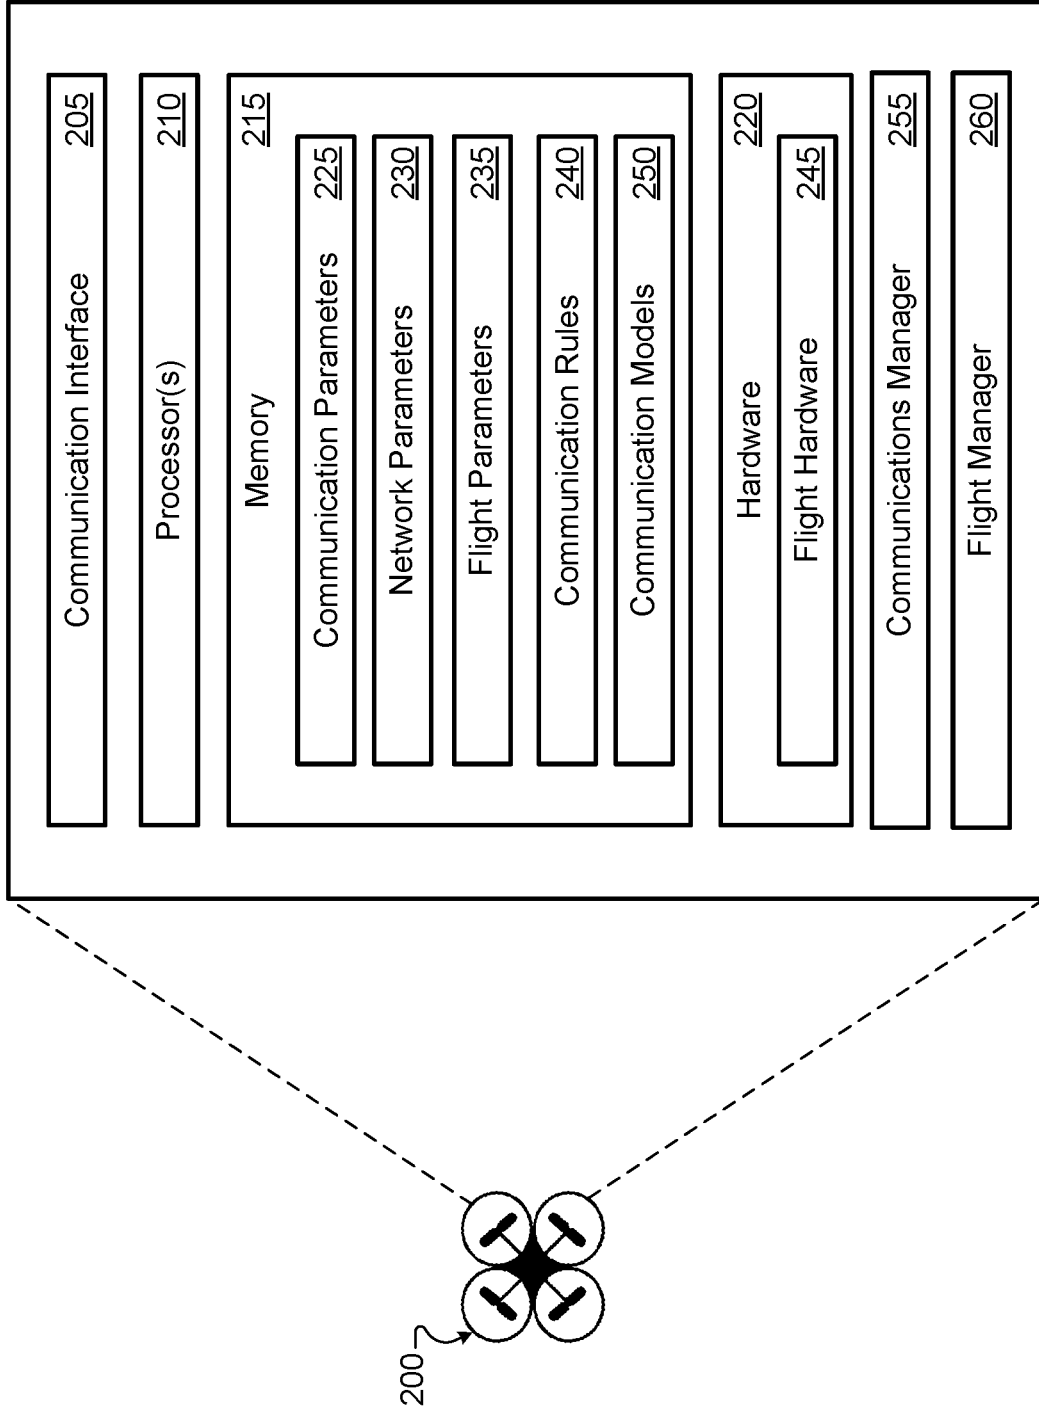 200
Communication Interface 205
Processor(s) 210
Memory 215
Communication Parameters 225
Network Parameters 230
Flight Parameters 235
Communication Rules 240
Communication Models 250
Hardware 220
Flight Hardware 245
Communications Manager 255
Flight Manager 260